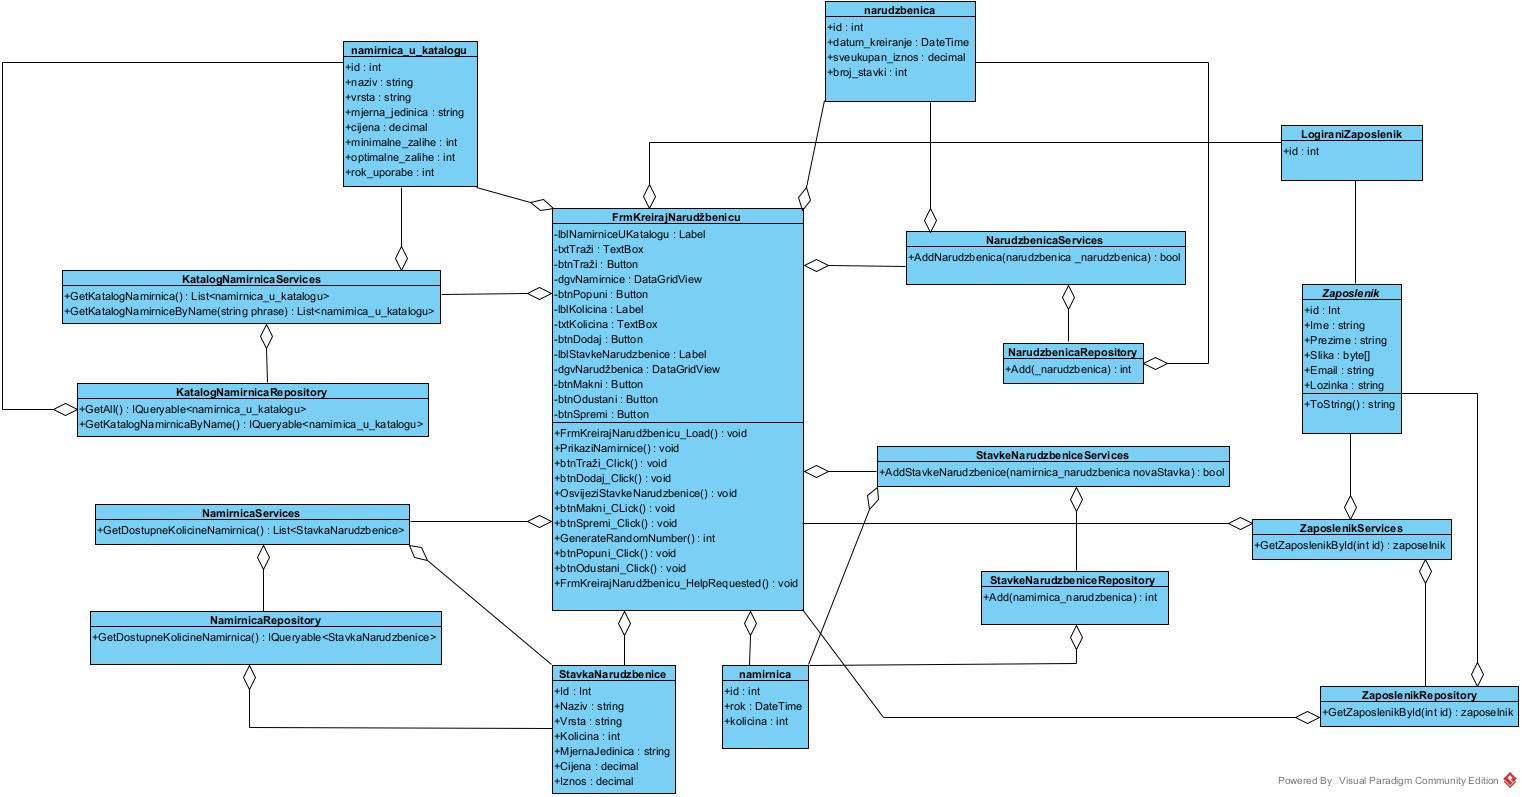 narudzbenica
+id : int
+datum_kreiranje : DateTime
+sveukupan_iznos : decimal
+broj_stavki : int
namirnica_u_katalogu
+id : int
+naziv : string
+vrsta : string
+mjerna_jedinica : string
+cijena : decimal
+minimalne_zalihe : int
+optimalne_zalihe : int
+rok_uporabe : int
LogiraniZaposlenik
+id : int
FrmKreirajNarudžbenicu
-lblNamirniceUKatalogu : Label
-txtTraži : TextBox
-btnTraži : Button
-dgvNamirnice : DataGridView
-btnPopuni : Button
-lblKolicina : Label
-txtKolicina : TextBox
-btnDodaj : Button
-lblStavkeNarudzbenice : Label
-dgvNarudžbenica : DataGridView
-btnMakni : Button
-btnOdustani : Button
-btnSpremi : Button
+FrmKreirajNarudžbenicu_Load() : void
+PrikaziNamirnice() : void
+btnTraži_Click() : void
+btnDodaj_Click() : void
+OsvijeziStavkeNarudzbenice() : void
+btnMakni_CLick() : void
+btnSpremi_Click() : void
+GenerateRandomNumber() : int
+btnPopuni_Click() : void
+btnOdustani_Click() : void
+FrmKreirajNarudžbenicu_HelpRequested() : void
NarudzbenicaServices
+AddNarudzbenica(narudzbenica _narudzbenica) : bool
KatalogNamirnicaServices
+GetKatalogNamirnica() : List<namirnica_u_katalogu>
+GetKatalogNamirniceByName(string phrase) : List<namirnica_u_katalogu>
Zaposlenik
+id : Int
+Ime : string
+Prezime : string
+Slika : byte[]
+Email : string
+Lozinka : string
+ToString() : string
NarudzbenicaRepository
+Add(_narudzbenica) : int
KatalogNamirnicaRepository
+GetAll() : IQueryable<namirnica_u_katalogu>
+GetKatalogNamirnicaByName() : IQueryable<namirnica_u_katalogu>
StavkeNarudzbeniceServices
+AddStavkeNarudzbenice(namirnica_narudzbenica novaStavka) : bool
NamirnicaServices
+GetDostupneKolicineNamirnica() : List<StavkaNarudzbenice>
ZaposlenikServices
+GetZaposlenikById(int id) : zaposelnik
StavkeNarudzbeniceRepository
+Add(namirnica_narudzbenica) : int
NamirnicaRepository
+GetDostupneKolicineNamirnica() : IQueryable<StavkaNarudzbenice>
StavkaNarudzbenice
+Id : Int
+Naziv : string
+Vrsta : string
+Kolicina : int
+MjernaJedinica : string
+Cijena : decimal
+Iznos : decimal
namirnica
+id : int
+rok : DateTime
+kolicina : int
ZaposlenikRepository
+GetZaposlenikById(int id) : zaposelnik
Powered By Visual Paradigm Community Edition